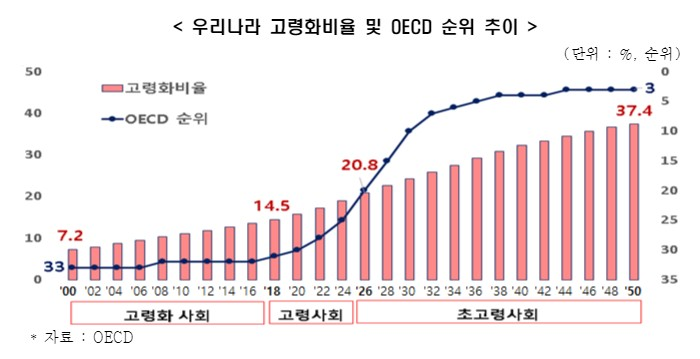 < 우리나라 고령화비율 및 OECD 순위 추이 >
(단위 : %, 순위)
50 0
고령화비율
3
40 5
OECD 순위
37.4
10
30 15
20.8
20 20
14.5
25
10 7.2
30
33
0 35
'00 '02 '04 '06 '08 '10 '12 '14 '16 '18 '20 '22 '24 '26 '28 '30 '32 '34 '36 '38 '40 '42 '44 '46 '48 '50
고령화 사회 고령사회 초고령사회
* 자료 : OECD